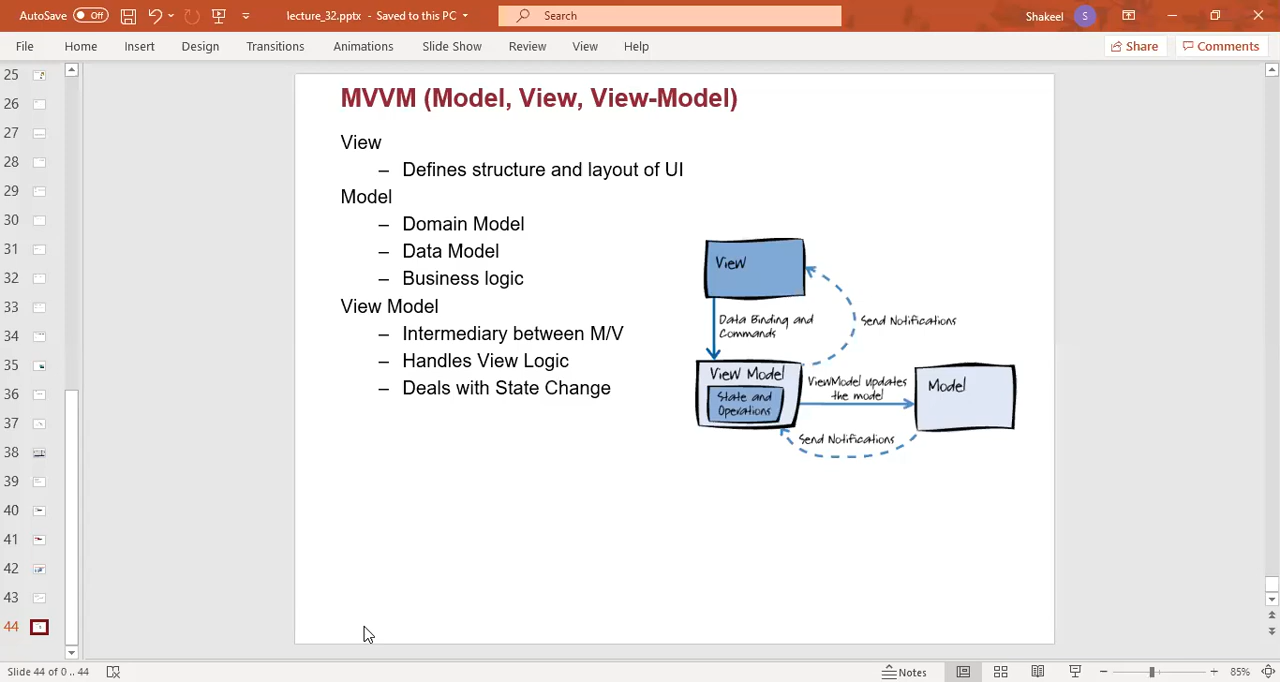 AutoSave Off lecture_32.pptx - Saved to this PC Search Shakeel S
File Home Insert Design Transitions Animations Slide Show Review View Help Share Comments
25
26
27
28
29
30
31
32
33
34
35
36
37
38
39
40
41
42
43
44
MVVM (Model, View, View-Model)
View
– Defines structure and layout of UI
Model
– Domain Model
– Data Model
– Business logic
View Model
– Intermediary between M/V
– Handles View Logic
– Deals with State Change
View
Data Binding and
Commands
Send Notifications
View Model
State and
Operations
ViewModel updates
the model
Model
Send Notifications
Slide 44 of 0 .. 44 Notes 85%